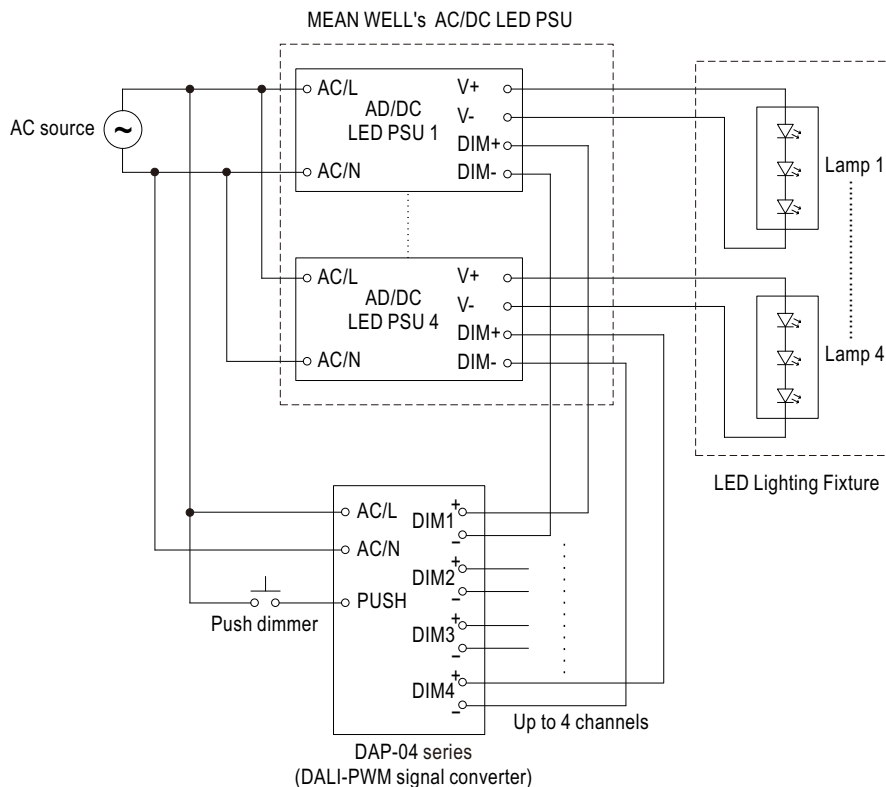 MEAN WELL's AC/DC LED PSU
AC source
~
AC/L
AD/DC
LED PSU 1
AC/N
V+
V-
DIM+
DIM-
Lamp 1
AC/L
AD/DC
LED PSU 4
AC/N
V+
V-
DIM+
DIM-
Lamp 4
LED Lighting Fixture
AC/L
AC/N
PUSH
Push dimmer
DIM1
+
-
DIM2
+
-
DIM3
+
-
DIM4
+
-
Up to 4 channels
DAP-04 series
(DALI-PWM signal converter)